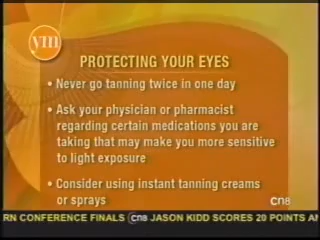 ym
PROTECTING YOUR EYES
• Never go tanning twice in one day
• Ask your physician or pharmacist
regarding certain medications you are
taking that may make you more sensitive
to light exposure
• Consider using instant tanning creams
or sprays
cn8
RN CONFERENCE FINALS cn8 JASON KIDD SCORES 20 POINTS AN